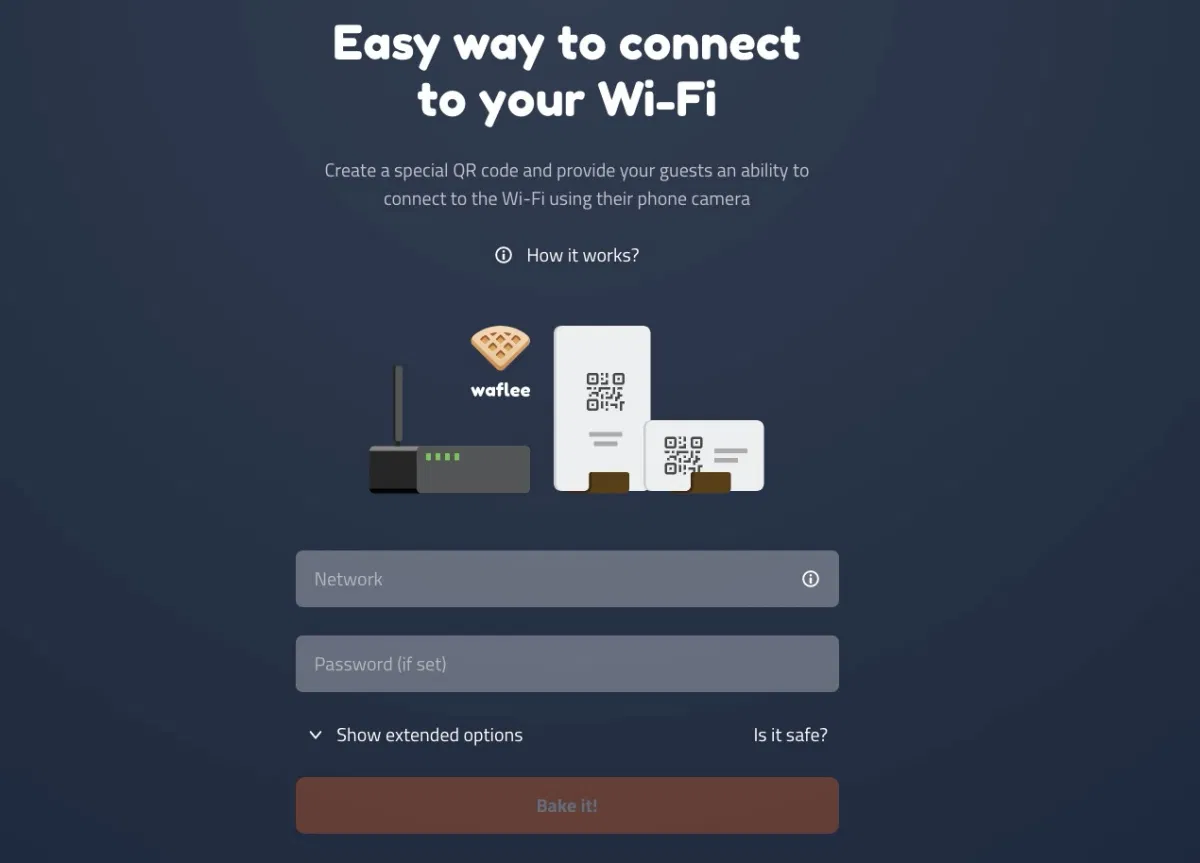 Easy way to connect
to your Wi-Fi
Create a special QR code and provide your guests an ability to
connect to the Wi-Fi using their phone camera
How it works?
waflee
Network
Password (if set)
Show extended options
Is it safe?
Bake it!